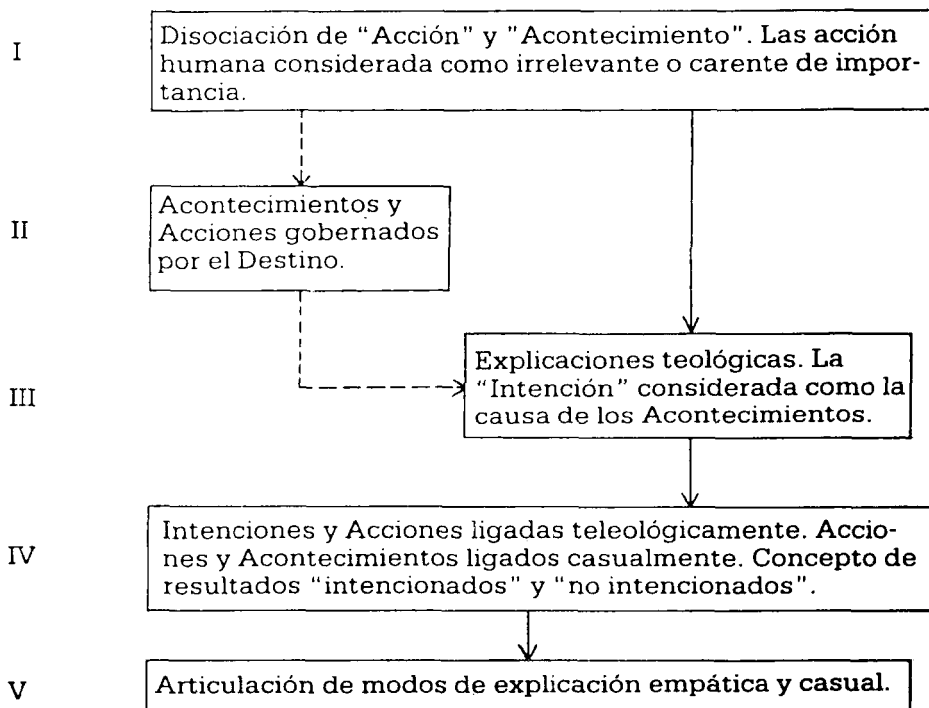 I
Disociación de “Acción” y "Acontecimiento". Las acción
humana considerada como irrelevante o carente de impor-
tancia.
II
Acontecimientos y
Acciones gobernados
por el Destino.
III
Explicaciones teológicas. La
“Intención” considerada como la
causa de los Acontecimientos.
IV
Intenciones y Acciones ligadas teleológicamente. Accio-
nes y Acontecimientos ligados casualmente. Concepto de
resultados “intencionados” y “no intencionados”.
V
Articulación de modos de explicación empática y casual.